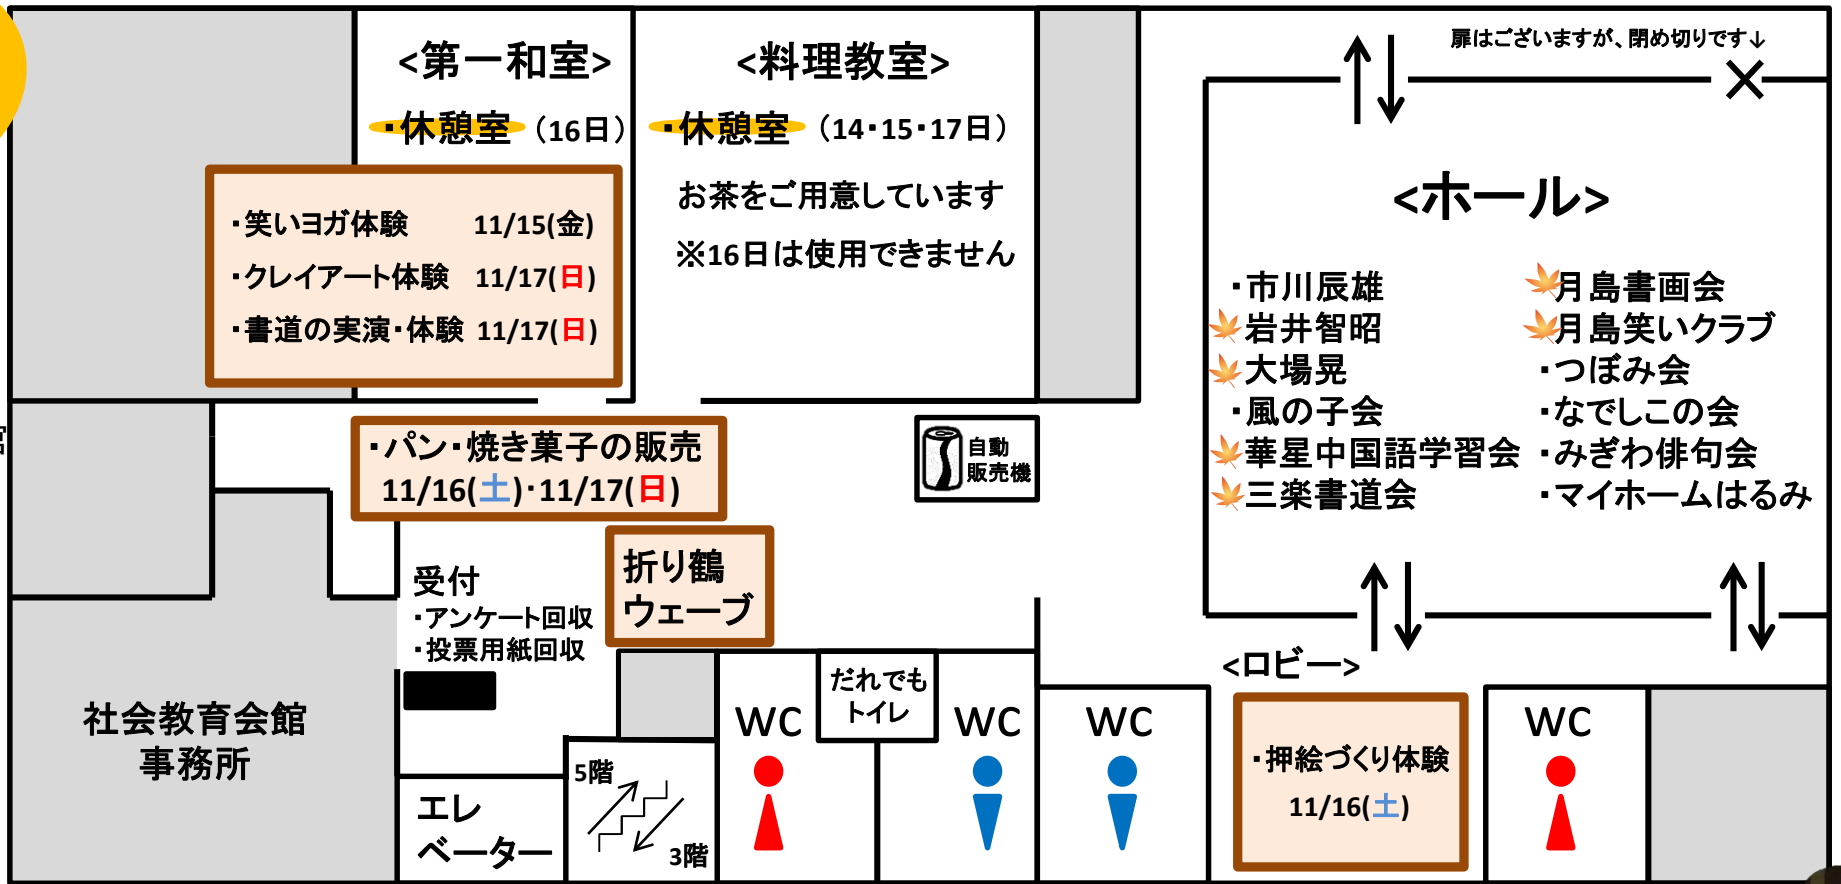 <第一和室>
・休憩室（16日）
・笑いヨガ体験 11/15(金)
・クレイアート体験 11/17(日)
・書道の実演・体験 11/17(日)
<料理教室>
・休憩室（14・15・17日）
お茶をご用意しています
※16日は使用できません
扉はございますが、閉め切りです↓
<ホール>
・市川辰雄
岩井智昭
大場晃
・風の子会
華星中国語学習会
三楽書道会
月島書画会
月島笑いクラブ
・つぼみ会
・なでしこの会
・みぎわ俳句会
・マイホームはるみ
・パン・焼き菓子の販売
11/16(土)・11/17(日)
自動
販売機
折り鶴
ウェーブ
受付
・アンケート回収
・投票用紙回収
社会教育会館
事務所
エレ
ベーター
5階
3階
WC
だれでも
トイレ
WC
WC
<ロビー>
・押絵づくり体験
11/16(土)
WC